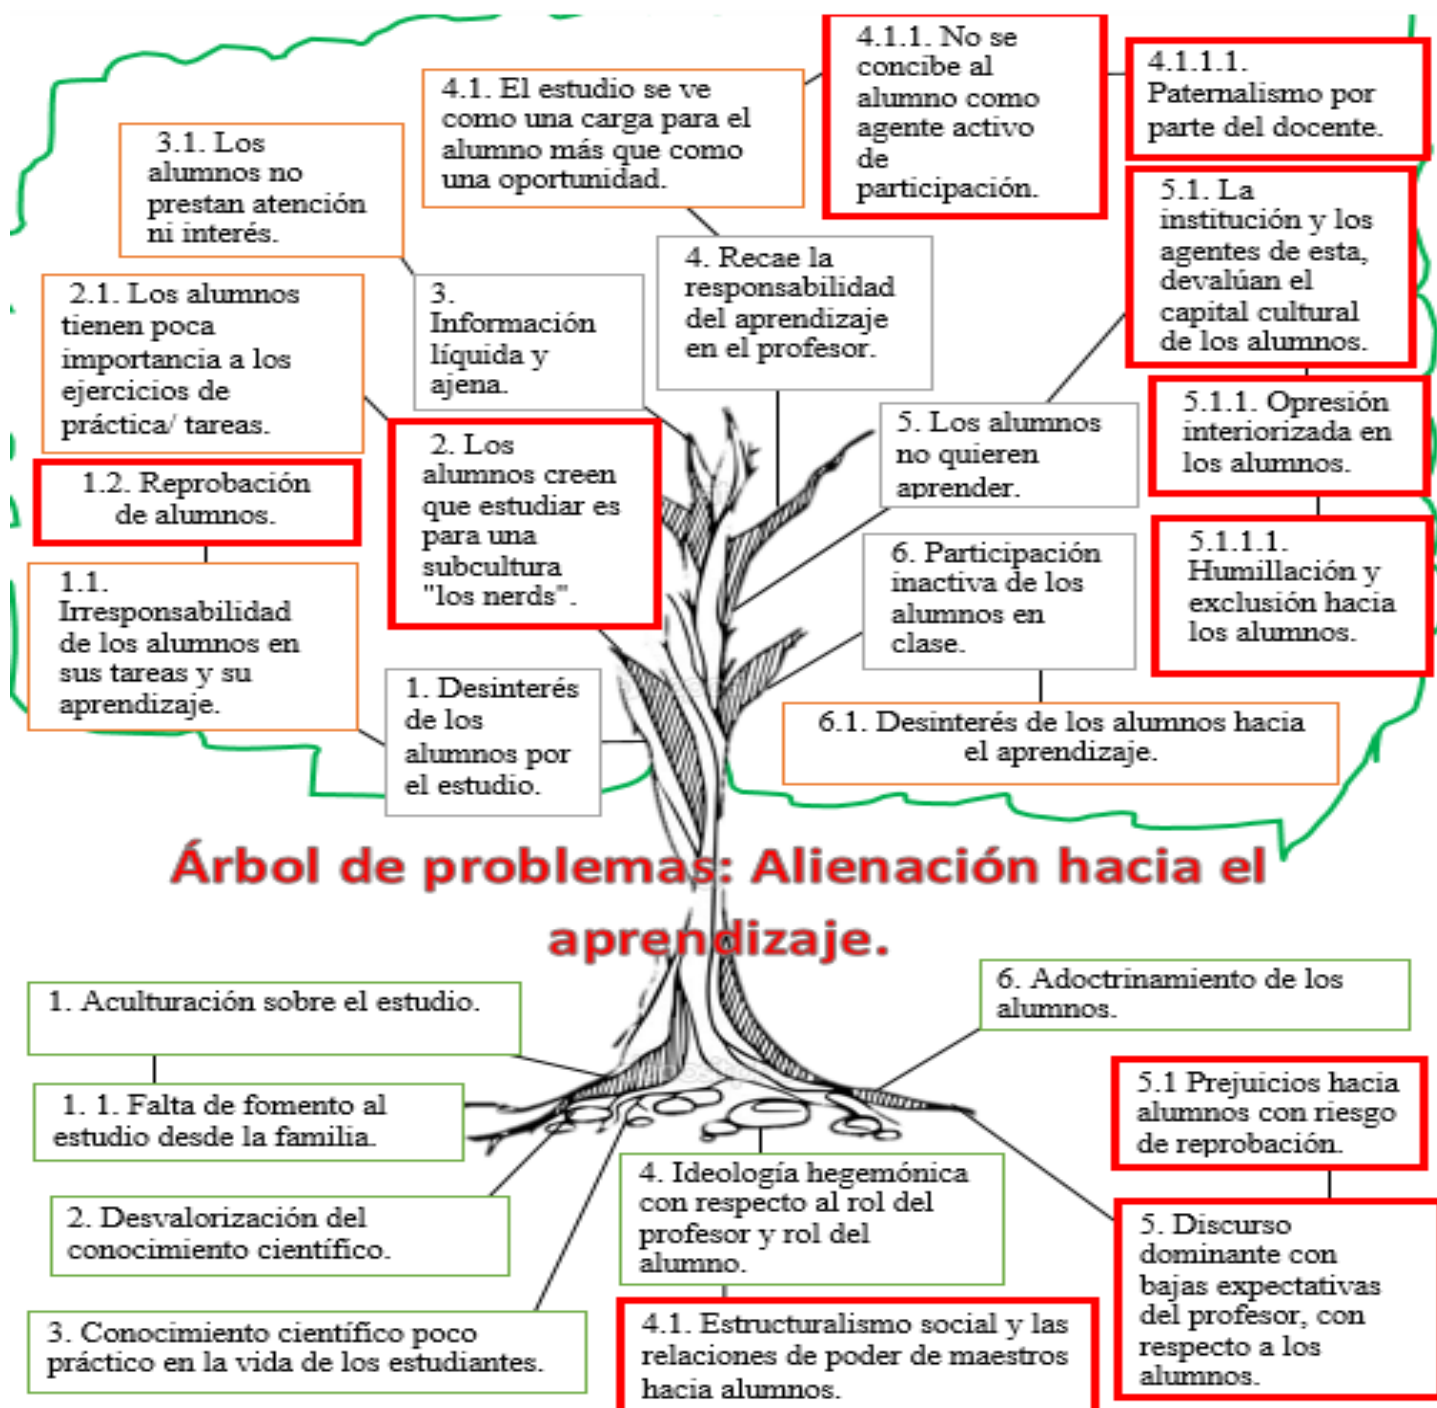 4.1.1. No se
concibe al
alumno como
agente activo
de
participación.
4.1.1.1.
Paternalismo por
parte del docente.
4.1. El estudio se ve
como una carga para el
alumno más que como
una oportunidad.
3.1. Los
alumnos no
prestan atención
ni interés.
5.1. La
institución y los
agentes de esta,
devalúan el
capital cultural
de los alumnos.
4. Recae la
responsabilidad
del aprendizaje
en el profesor.
2.1. Los alumnos
tienen poca
importancia a los
ejercicios de
práctica/ tareas.
3.
Información
líquida y
ajena.
5.1.1. Opresión
interiorizada en
los alumnos.
5. Los alumnos
no quieren
aprender.
2. Los
alumnos creen
que estudiar es
para una
subcultura
"los nerds".
1.2. Reprobación
de alumnos.
5.1.1.1.
Humillación y
exclusión hacia
los alumnos.
6. Participación
inactiva de los
alumnos en
clase.
1.1.
Irresponsabilidad
de los alumnos en
sus tareas y su
aprendizaje.
1. Desinterés
de los
alumnos por
el estudio.
6.1. Desinterés de los alumnos hacia
el aprendizaje.
Árbol de problemas: Alienación hacia el
aprendizaje.
1. Aculturación sobre el estudio.
6. Adoctrinamiento de los
alumnos.
1. 1. Falta de fomento al
estudio desde la familia.
5.1 Prejuicios hacia
alumnos con riesgo
de reprobación.
2. Desvalorización del
conocimiento científico.
4. Ideología hegemónica
con respecto al rol del
profesor y rol del
alumno.
5. Discurso
dominante con
bajas expectativas
del profesor, con
respecto a los
alumnos.
3. Conocimiento científico poco
práctico en la vida de los estudiantes.
4.1. Estructuralismo social y las
relaciones de poder de maestros
hacia alumnos.